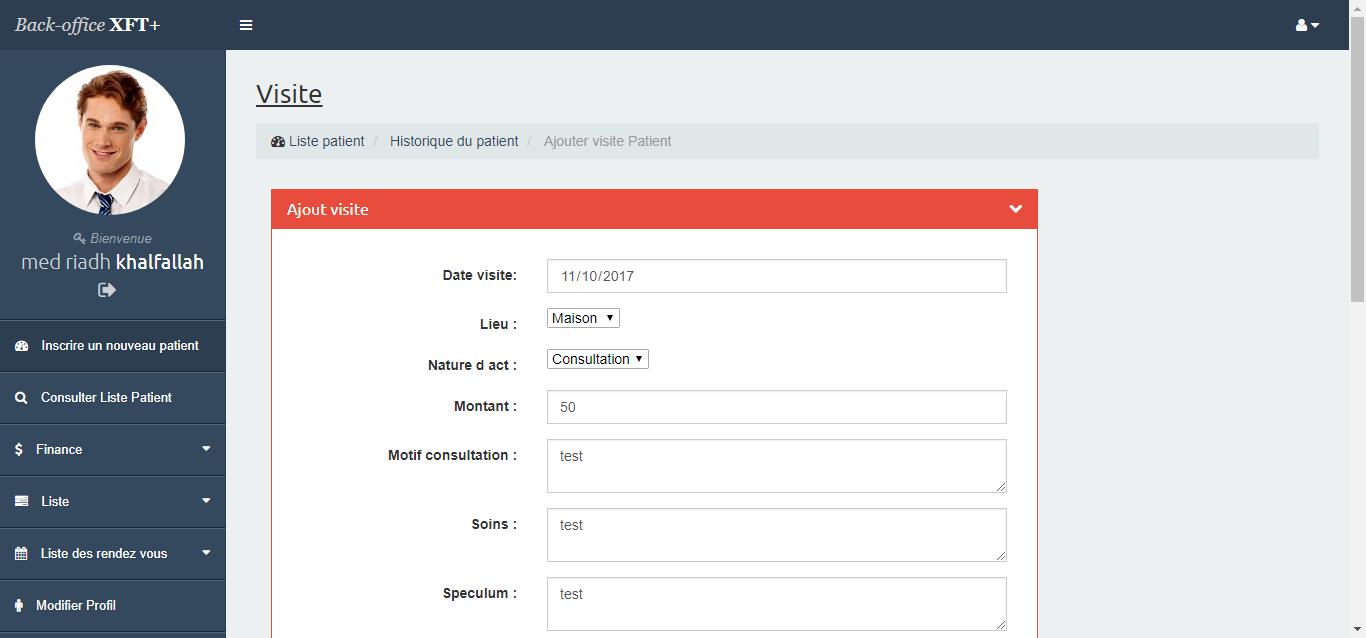 Back-office XFT+
Bienvenue
med riadh khalfallah
Inscrire un nouveau patient
Consulter Liste Patient
Finance
Liste
Liste des rendez vous
Modifier Profil
Visite
Liste patient / Historique du patient / Ajouter visite Patient
Ajout visite
Date visite: 11/10/2017
Lieu : Maison
Nature d act : Consultation
Montant : 50
Motif consultation : test
Soins : test
Speculum : test